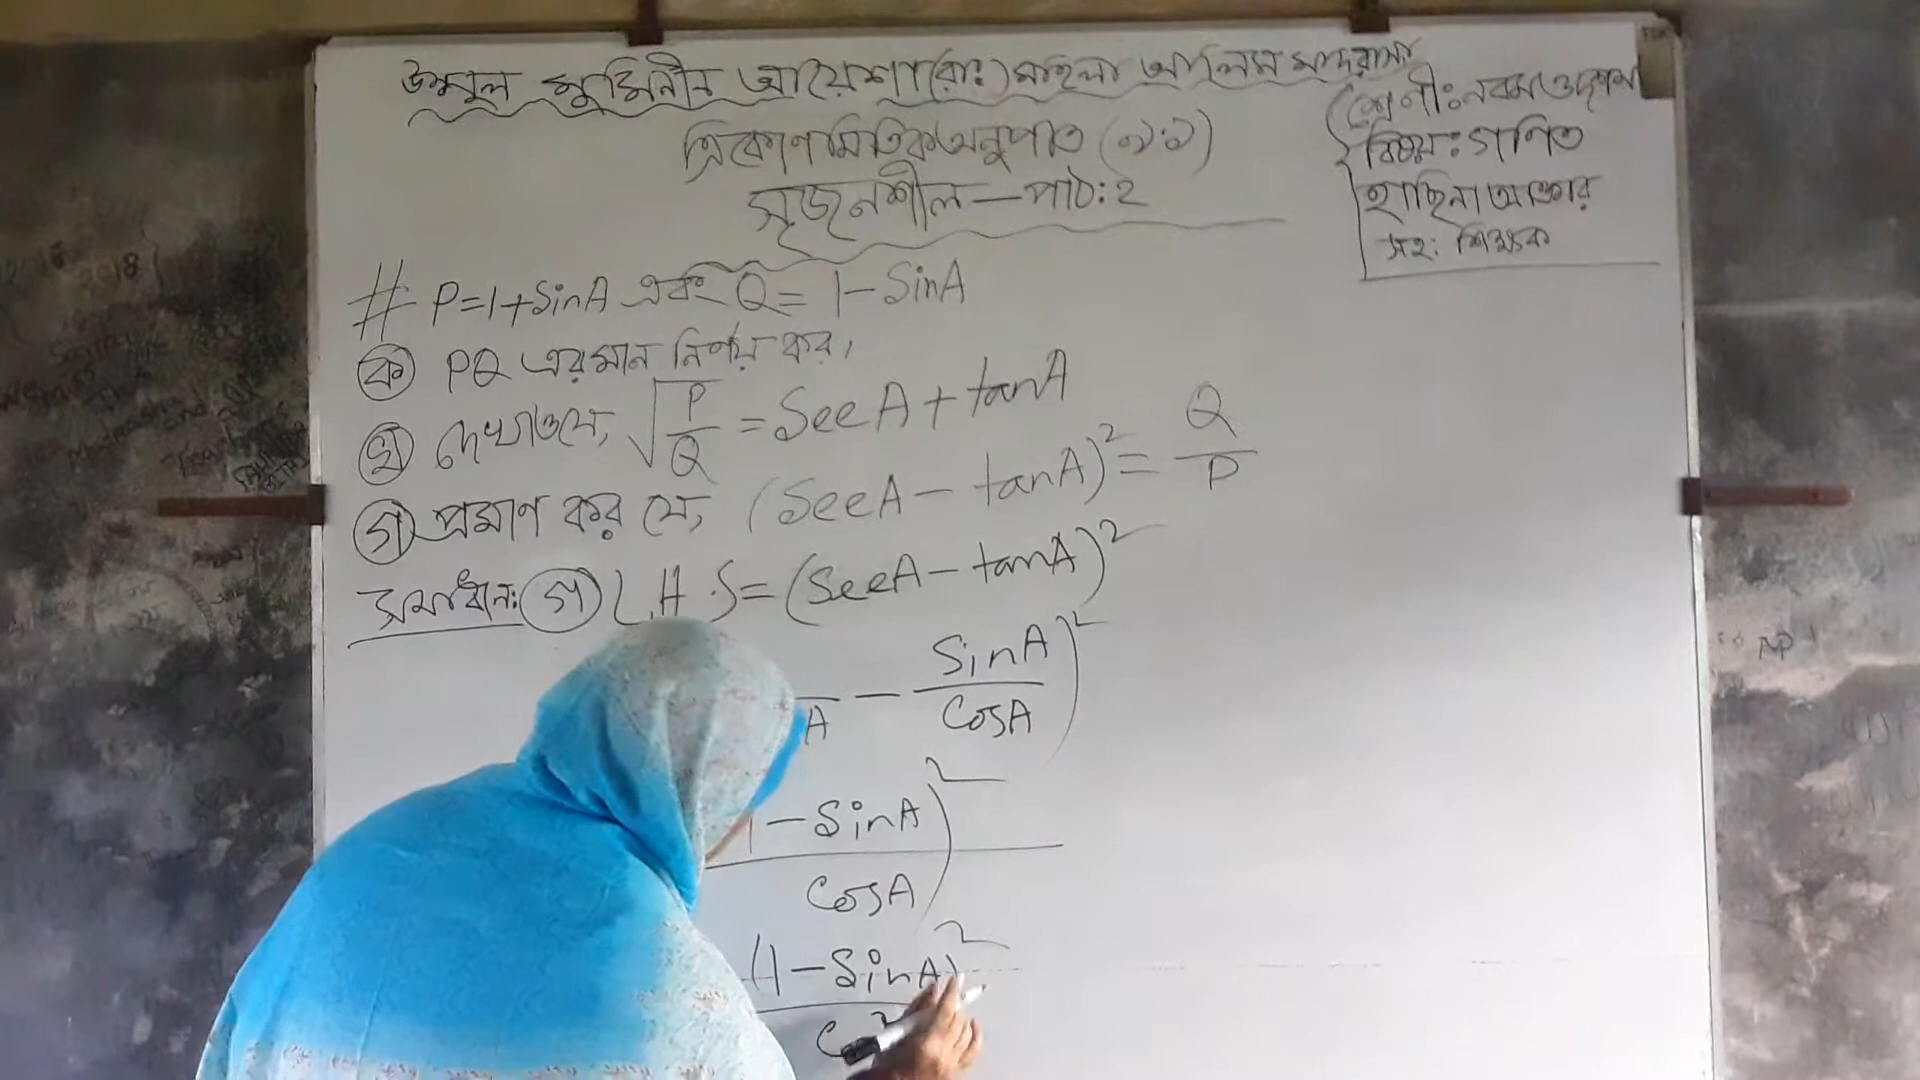 উম্মুল মুমিনীন আয়েশা (রাঃ) মহিলা আলিম মাদরাসা
ত্রিকোণমিতিক অনুপাত (৯.১)
সৃজনশীল — পাঠ: ২
শ্রেণী: নবম ও দশম
বিষয়: গণিত
হাছিনা আক্তার
সহ: শিক্ষক
# P=1+SinA এবং Q = 1 - SinA
ক PQ এর মান নির্ণয় কর।
খ দেখাও যে, √(P/Q) = SecA + tanA
গ প্রমাণ কর যে, (SecA - tanA)² = Q/P
সমাধান: গ L.H.S = (SecA - tanA)²
A - SinA/CosA)²
1 - SinA)²
CosA
(1 - SinA)²
2018